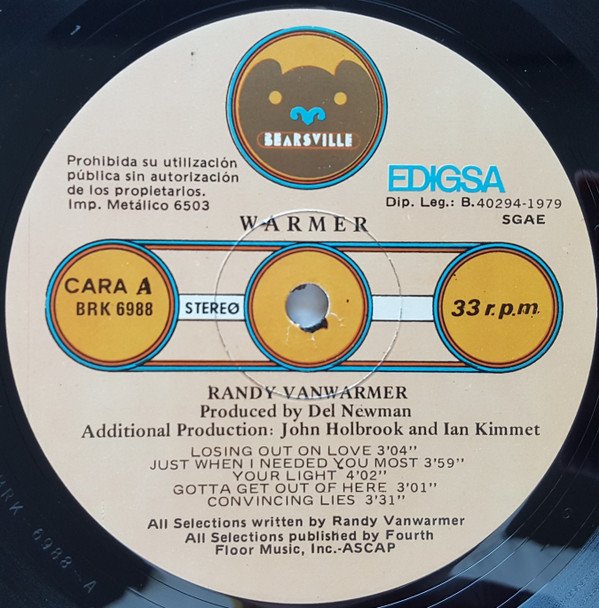 1
BEARSVILLE
Prohibida su utilización
pública sin autorización
de los propietarios.
Imp. Metálico 6503
EDIGSA
Dip. Leg.: B.40294-1979
SGAE
WARMER
CARA A
BRK 6988
STEREØ
33 r.p.m.
RANDY VANWARMER
Produced by Del Newman
Additional Production: John Holbrook and Ian Kimmet
LOSING OUT ON LOVE 3'04"
JUST WHEN I NEEDED YOU MOST 3'59"
YOUR LIGHT 4'02"
GOTTA GET OUT OF HERE 3'01"
CONVINCING LIES 3'31"
All Selections written by Randy Vanwarmer
All Selections published by Fourth
Floor Music, Inc.-ASCAP
BRK 6988-A